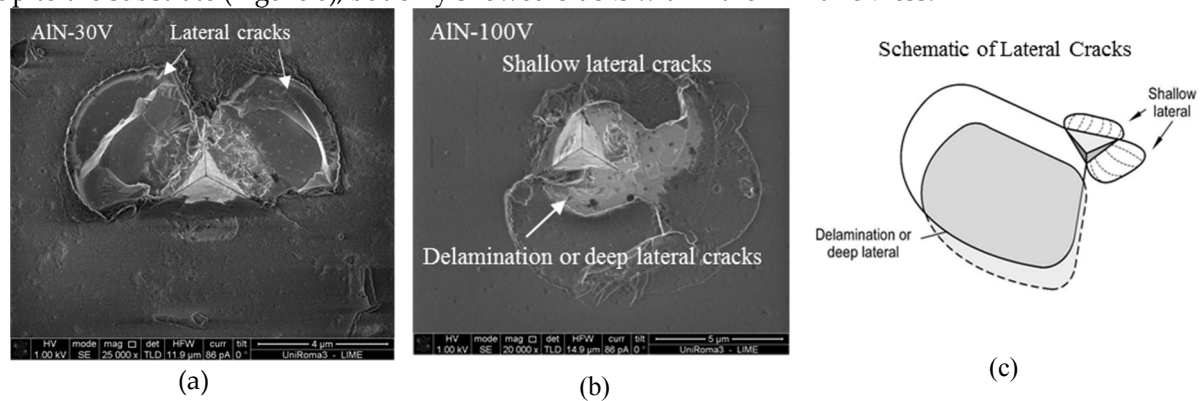 AlN-30V
Lateral cracks
HV mode mag □ det HFW tilt
1.00 kV SE 25 000 x TLD 11.9 µm 86 pA 0 °
4 µm
UniRoma3 - LIME
(a)
AlN-100V
Shallow lateral cracks
Delamination or deep lateral cracks
HV mode mag □ det HFW tilt
1.00 kV SE 20 000 x TLD 14.9 µm 86 pA 0 °
5 µm
UniRoma3 - LIME
(b)
Schematic of Lateral Cracks
Shallow
lateral
Delamination or
deep lateral
(c)